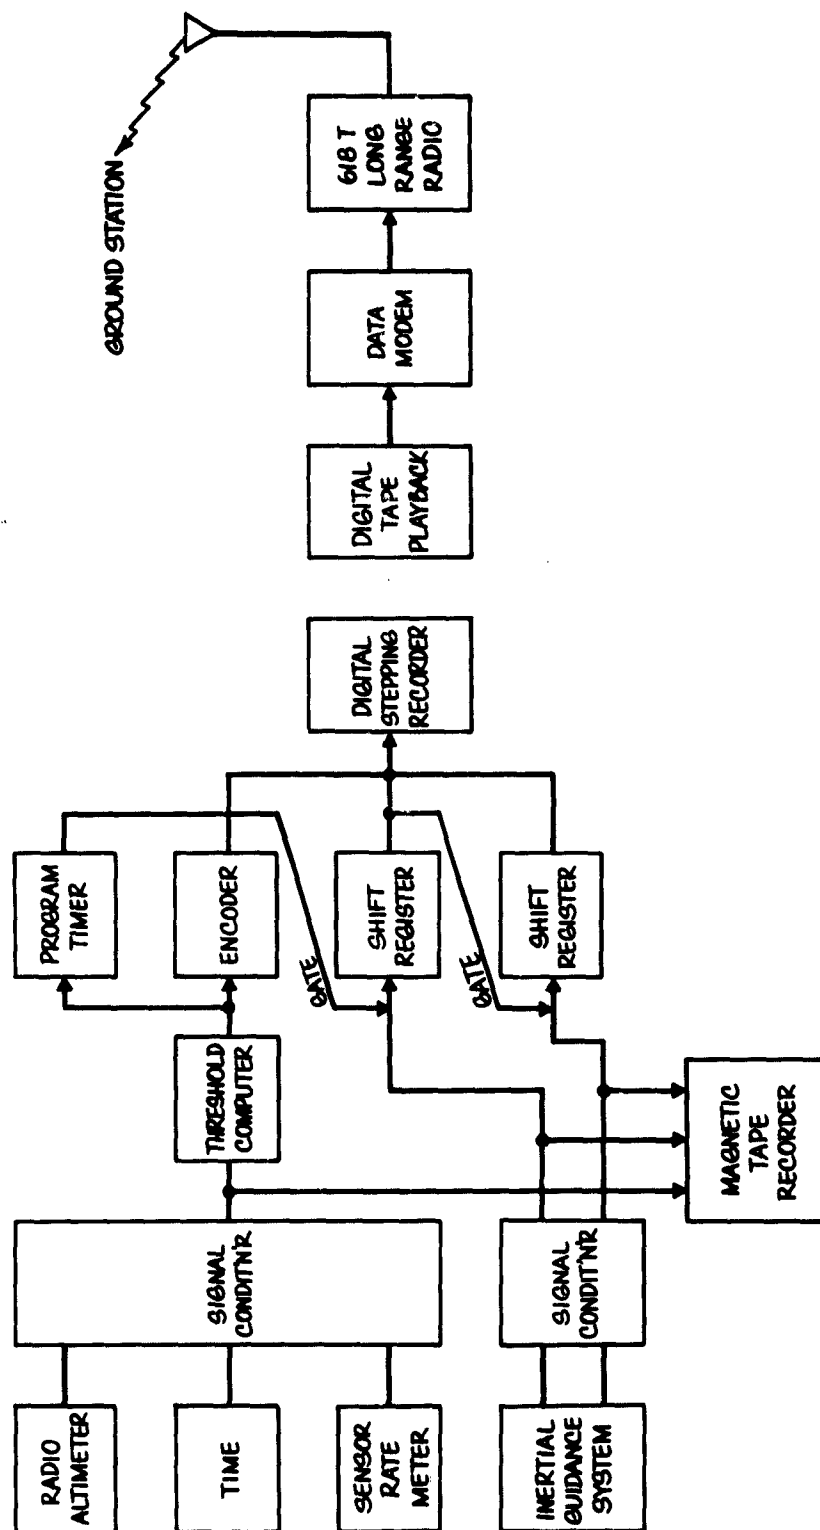 RADIO
ALTIMETER
TIME
SENSOR
RATE
METER
INERTIAL
GUIDANCE
SYSTEM
SIGNAL
CONDIT'N'R
SIGNAL
CONDIT'N'R
THRESHOLD
COMPUTER
MAGNETIC
TAPE
RECORDER
PROGRAM
TIMER
ENCODER
GATE
SHIFT
REGISTER
GATE
SHIFT
REGISTER
DIGITAL
STEPPING
RECORDER
DIGITAL
TAPE
PLAYBACK
DATA
MODEM
618 T
LONG
RANGE
RADIO
GROUND STATION